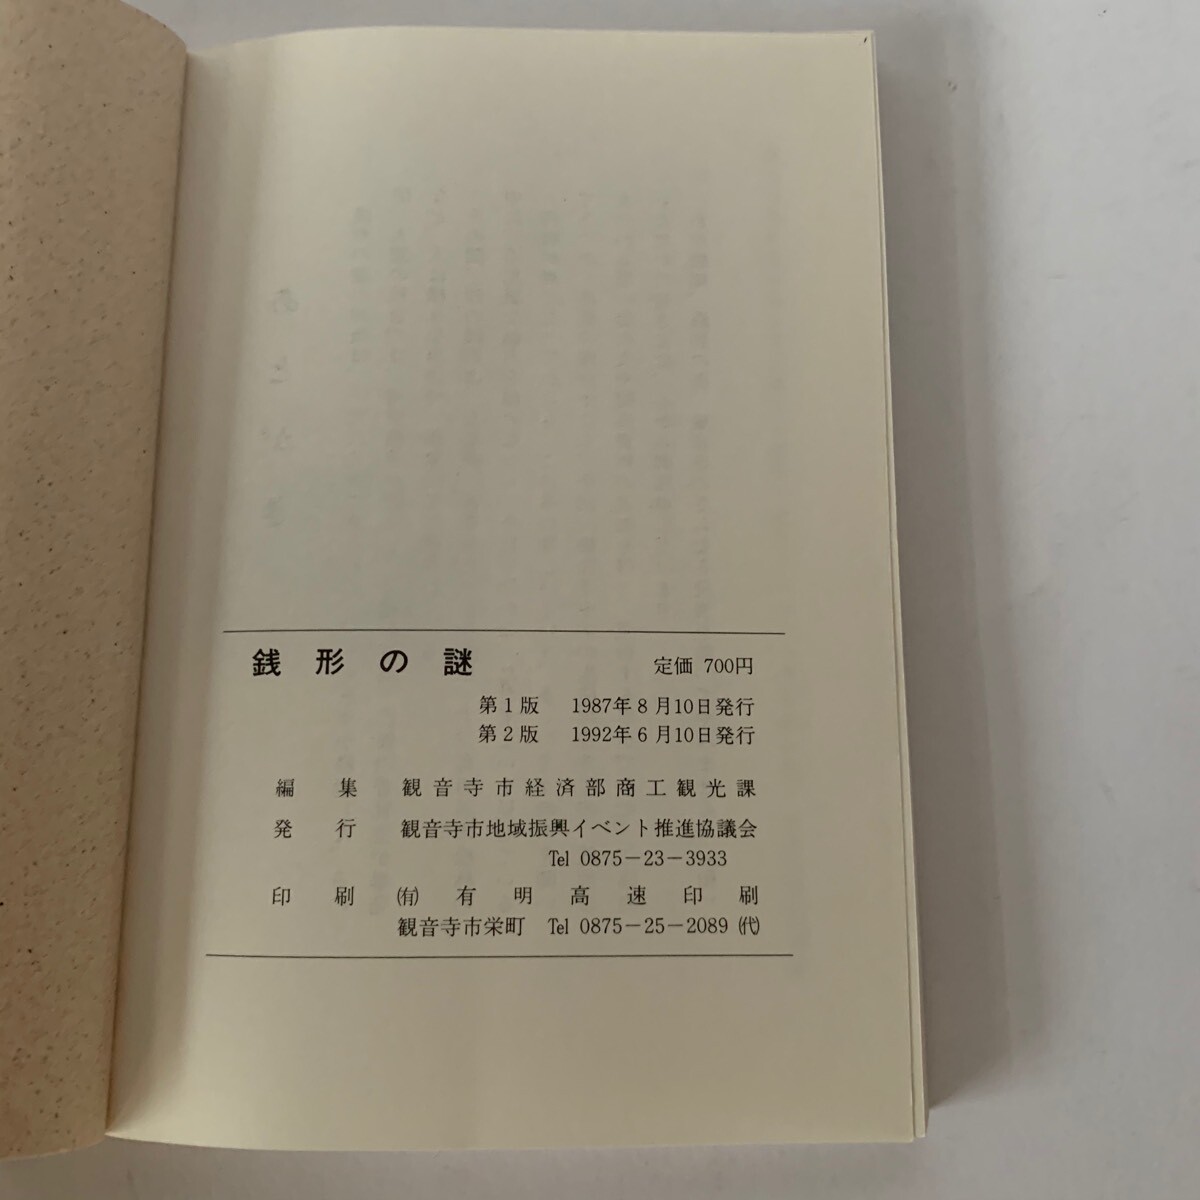 銭形の謎　定価 700円
第1版　1987年8月10日発行
第2版　1992年6月10日発行
編集　観音寺市経済部商工観光課
発行　観音寺市地域振興イベント推進協議会
Tel 0875－23－3933
印刷　㈲有明高速印刷
観音寺市栄町　Tel 0875－25－2089 ㈹